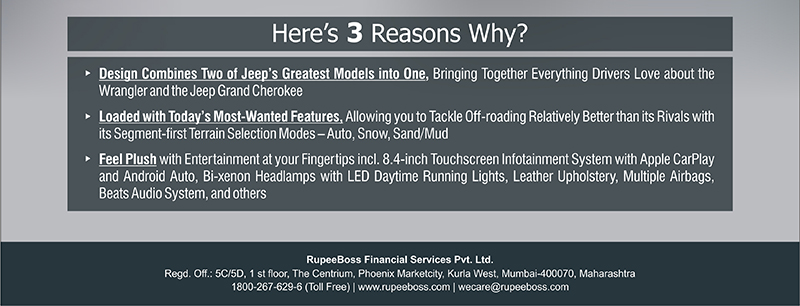 Here's 3 Reasons Why?
▸ Design Combines Two of Jeep's Greatest Models into One, Bringing Together Everything Drivers Love about the
Wrangler and the Jeep Grand Cherokee
▸ Loaded with Today's Most-Wanted Features, Allowing you to Tackle Off-roading Relatively Better than its Rivals with
its Segment-first Terrain Selection Modes – Auto, Snow, Sand/Mud
▸ Feel Plush with Entertainment at your Fingertips incl. 8.4-inch Touchscreen Infotainment System with Apple CarPlay
and Android Auto, Bi-xenon Headlamps with LED Daytime Running Lights, Leather Upholstery, Multiple Airbags,
Beats Audio System, and others
RupeeBoss Financial Services Pvt. Ltd.
Regd. Off.: 5C/5D, 1 st floor, The Centrium, Phoenix Marketcity, Kurla West, Mumbai-400070, Maharashtra
1800-267-629-6 (Toll Free) | www.rupeeboss.com | wecare@rupeeboss.com